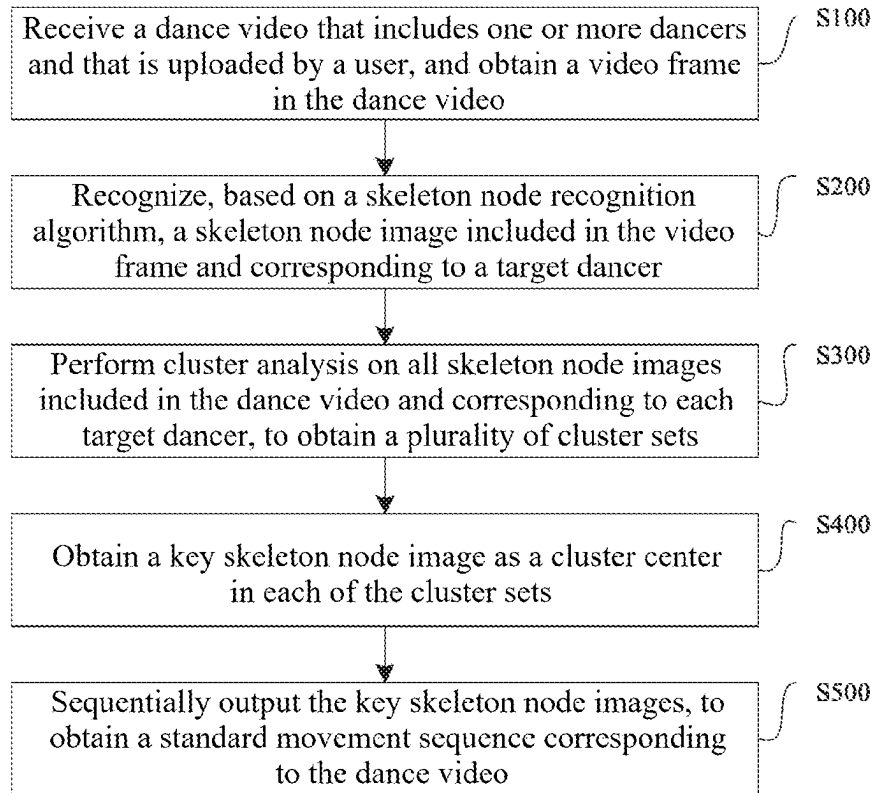 Receive a dance video that includes one or more dancers
and that is uploaded by a user, and obtain a video frame
in the dance video
S100
Recognize, based on a skeleton node recognition
algorithm, a skeleton node image included in the video
frame and corresponding to a target dancer
S200
Perform cluster analysis on all skeleton node images
included in the dance video and corresponding to each
target dancer, to obtain a plurality of cluster sets
S300
Obtain a key skeleton node image as a cluster center
in each of the cluster sets
S400
Sequentially output the key skeleton node images, to
obtain a standard movement sequence corresponding
to the dance video
S500